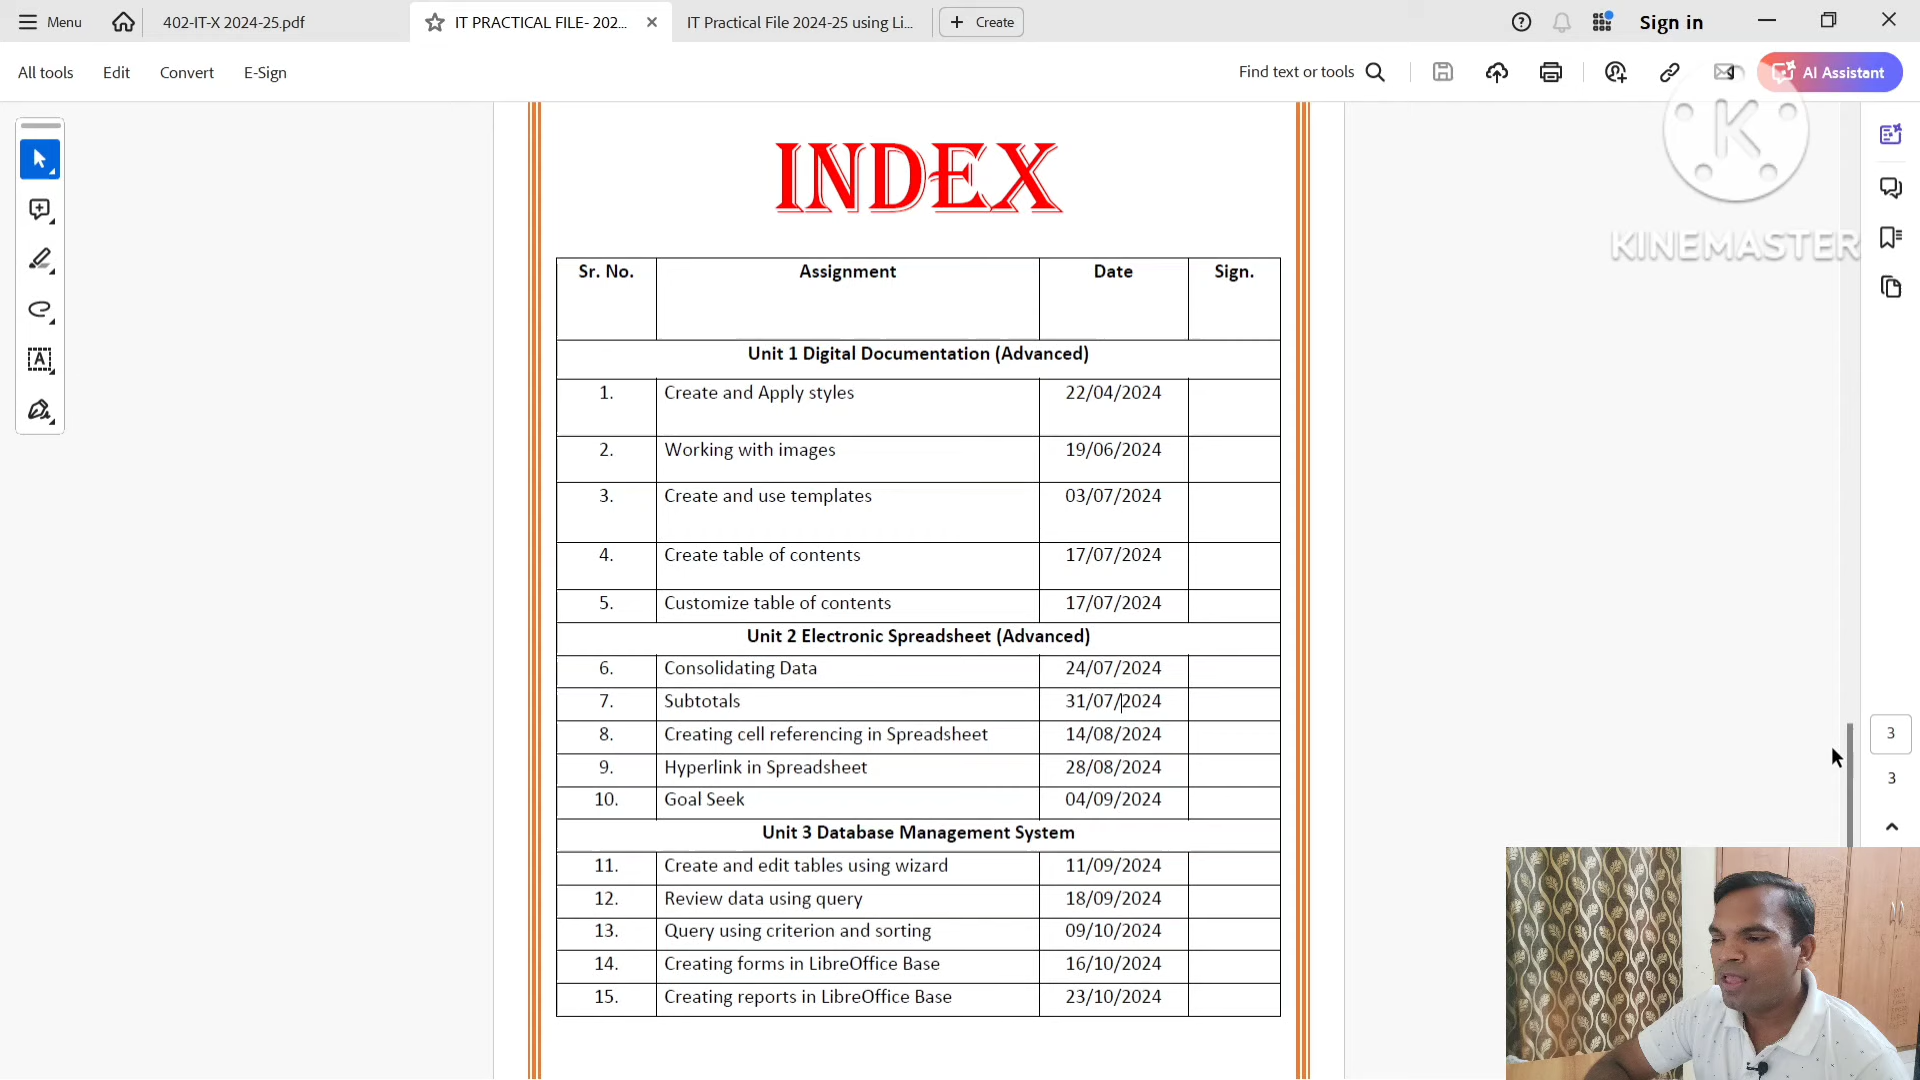 Menu
402-IT-X 2024-25.pdf
IT PRACTICAL FILE- 202...
IT Practical File 2024-25 using Li...
Create
Sign in
All tools
Edit
Convert
E-Sign
Find text or tools
AI Assistant
K
KINEMASTER
INDEX
Sr. No. Assignment Date Sign.
Unit 1 Digital Documentation (Advanced)
1. Create and Apply styles 22/04/2024
2. Working with images 19/06/2024
3. Create and use templates 03/07/2024
4. Create table of contents 17/07/2024
5. Customize table of contents 17/07/2024
Unit 2 Electronic Spreadsheet (Advanced)
6. Consolidating Data 24/07/2024
7. Subtotals 31/07/2024
8. Creating cell referencing in Spreadsheet 14/08/2024
9. Hyperlink in Spreadsheet 28/08/2024
10. Goal Seek 04/09/2024
Unit 3 Database Management System
11. Create and edit tables using wizard 11/09/2024
12. Review data using query 18/09/2024
13. Query using criterion and sorting 09/10/2024
14. Creating forms in LibreOffice Base 16/10/2024
15. Creating reports in LibreOffice Base 23/10/2024
3
3